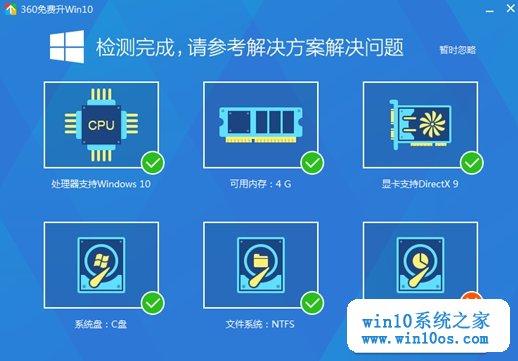 360免费升Win10
检测完成,请参考解决方案解决问题
暂时忽略
CPU
处理器支持Windows 10
可用内存：4 G
显卡支持DirectX 9
系统盘：C盘
文件系统：NTFS
win10系统之家
www.win10os.com